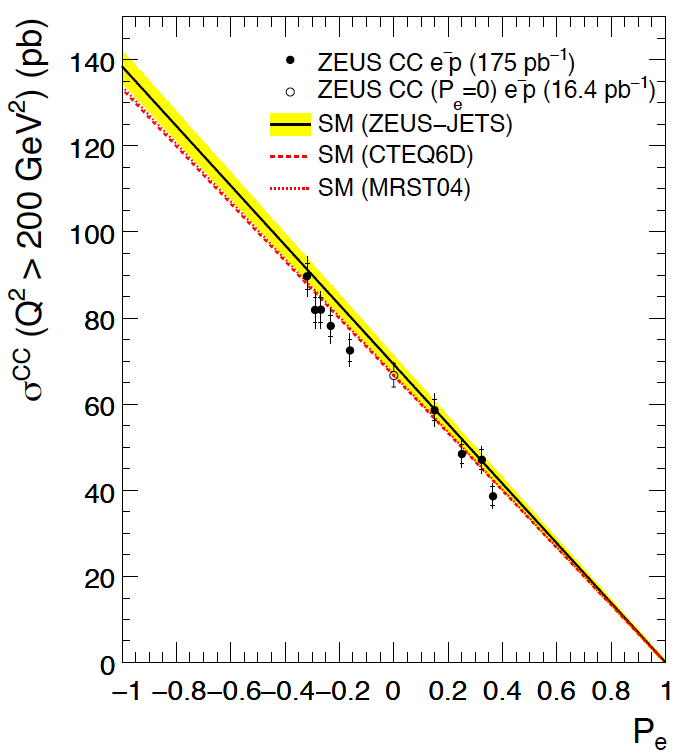 σCC (Q2 > 200 GeV2) (pb)
140
120
100
80
60
40
20
0
ZEUS CC e−p (175 pb−1)
ZEUS CC (Pe=0) e−p (16.4 pb−1)
SM (ZEUS−JETS)
SM (CTEQ6D)
SM (MRST04)
−1 −0.8−0.6−0.4−0.2 0 0.2 0.4 0.6 0.8 1
Pe